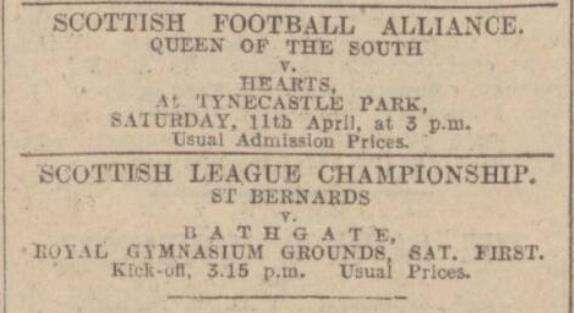 SCOTTISH FOOTBALL ALLIANCE.
QUEEN OF THE SOUTH
v.
HEARTS,
At TYNECASTLE PARK,
SATURDAY, 11th April, at 3 p.m.
Usual Admission Prices.
SCOTTISH LEAGUE CHAMPIONSHIP.
ST BERNARDS
v.
BATHGATE,
ROYAL GYMNASIUM GROUNDS, SAT. FIRST.
Kick-off, 3.15 p.m. Usual Prices.